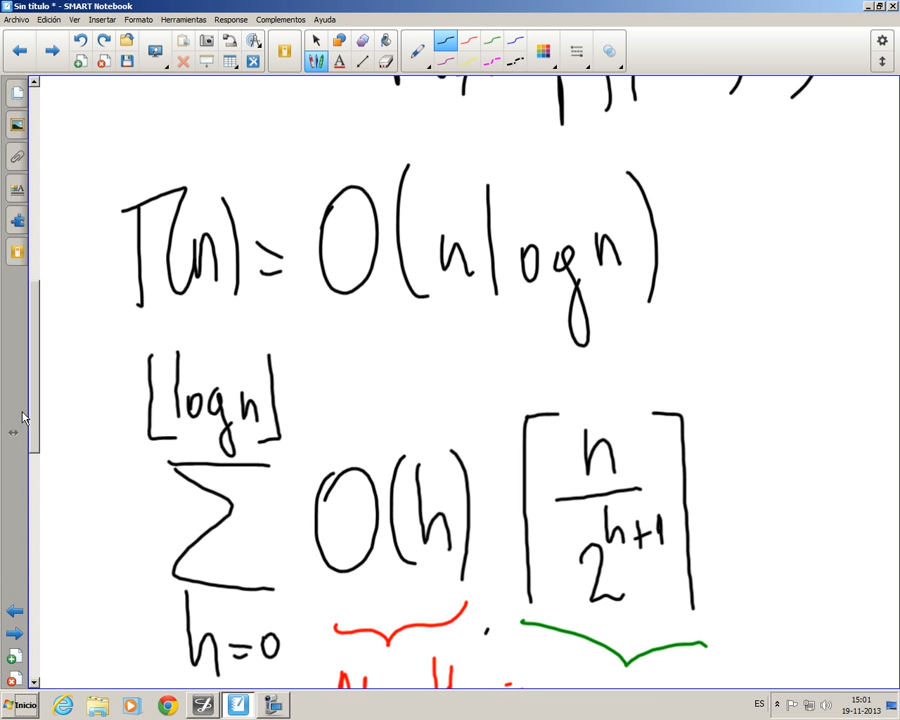 Sin título * - SMART Notebook
Archivo Edición Ver Insertar Formato Herramientas Response Complementos Ayuda
T(n) = O(n log n)
⌊log n⌋
∑ O(h) · ⌈n / 2^{h+1}⌉
h=0
Inicio
ES
15:01
19-11-2013